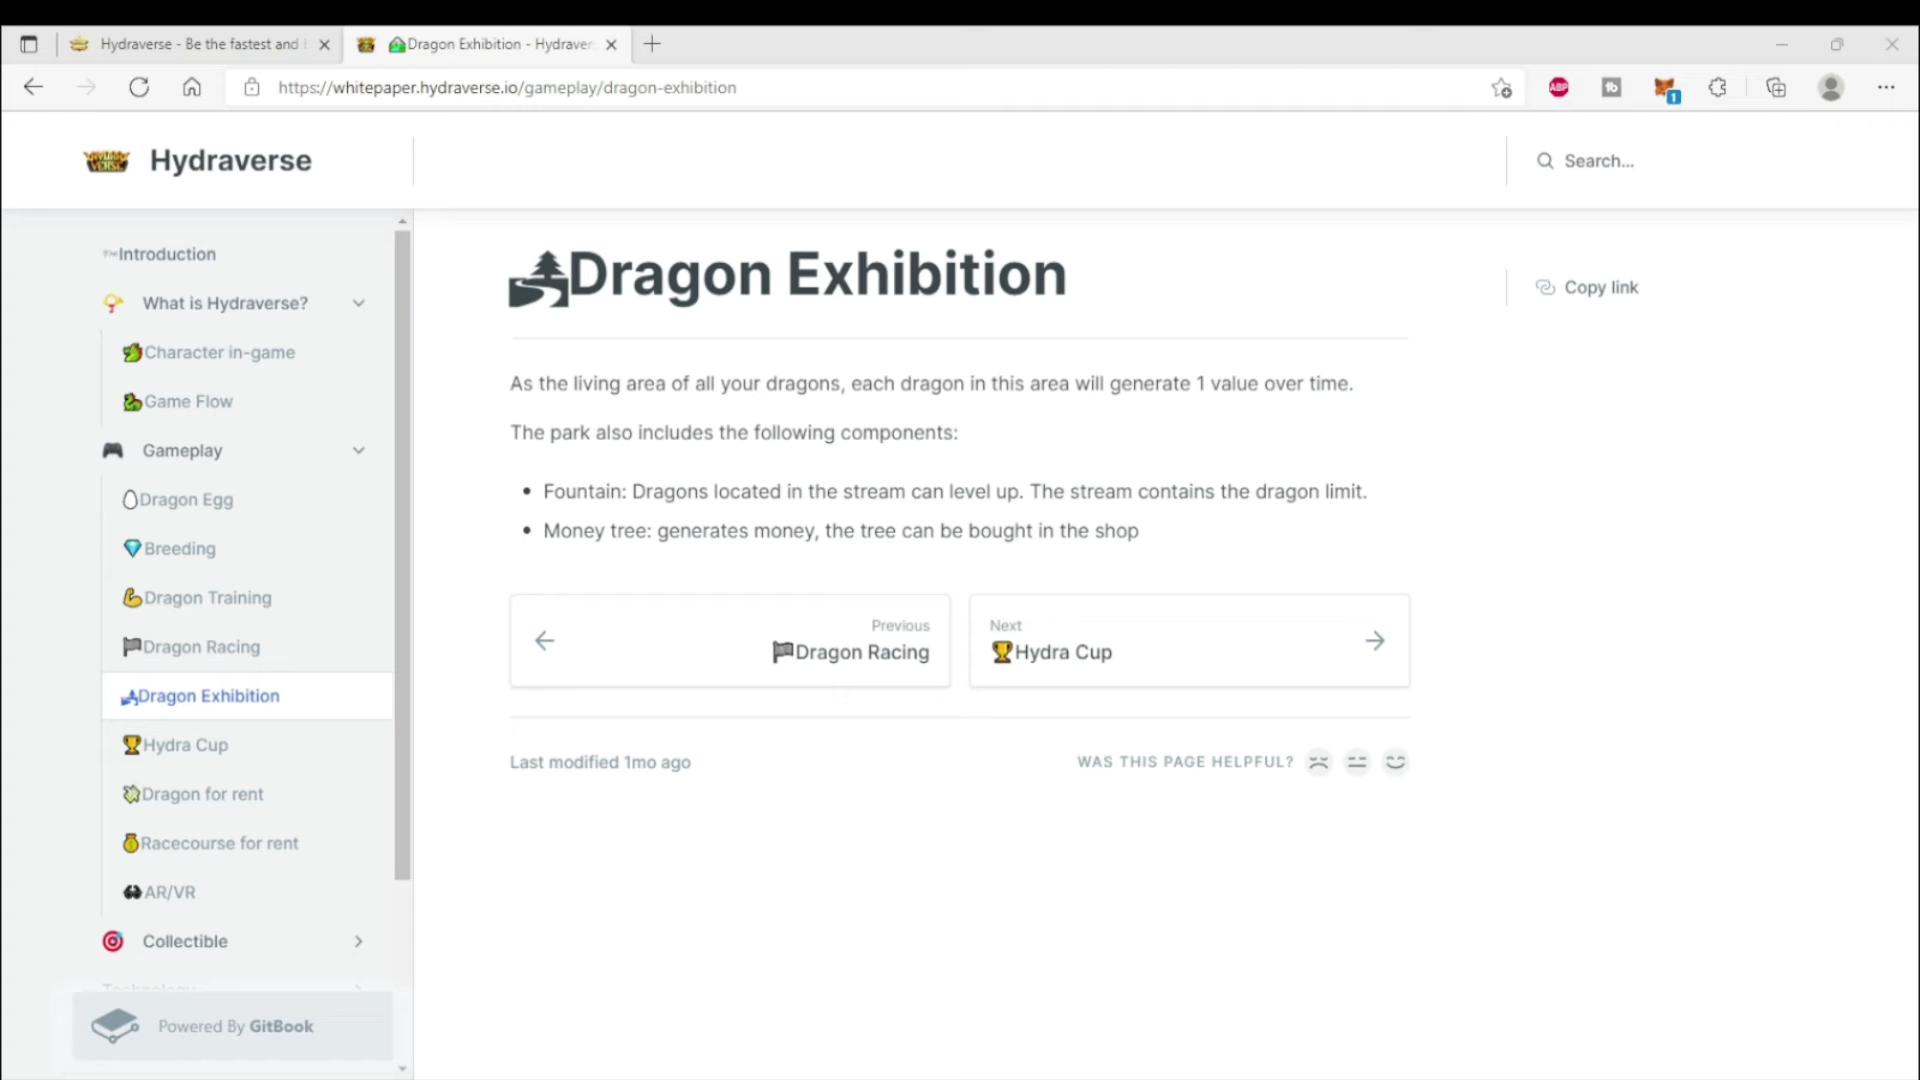 Hydraverse - Be the fastest and
Dragon Exhibition - Hydraver
https://whitepaper.hydraverse.io/gameplay/dragon-exhibition
ABP
1
HYDRA VERSE
Hydraverse
Search...
Introduction
What is Hydraverse?
Character in-game
Game Flow
Gameplay
Dragon Egg
Breeding
Dragon Training
Dragon Racing
Dragon Exhibition
Hydra Cup
Dragon for rent
Racecourse for rent
AR/VR
Collectible
Technology
Powered By GitBook
Dragon Exhibition
Copy link
As the living area of all your dragons, each dragon in this area will generate 1 value over time.
The park also includes the following components:
• Fountain: Dragons located in the stream can level up. The stream contains the dragon limit.
• Money tree: generates money, the tree can be bought in the shop
Previous
Dragon Racing
Next
Hydra Cup
Last modified 1mo ago
WAS THIS PAGE HELPFUL?